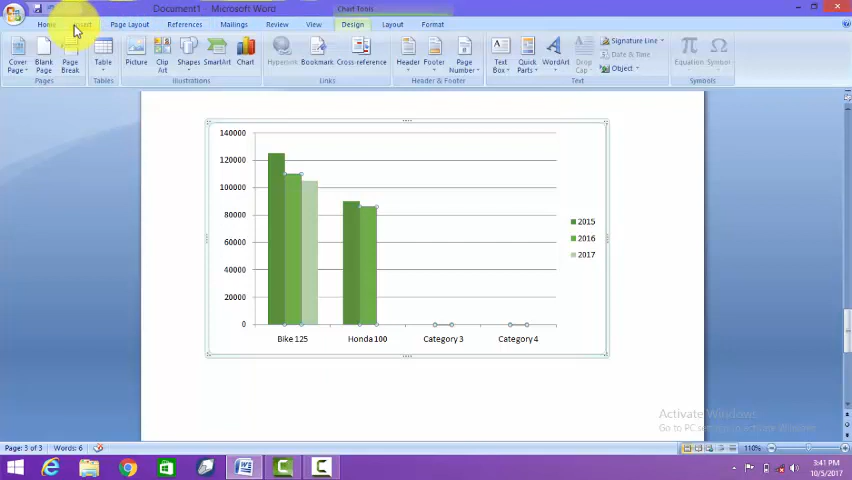 Document1 - Microsoft Word
Chart Tools
Home
Page Layout
References
Mailings
Review
View
Design
Layout
Format
Cover Page
Blank Page
Page Break
Table
Picture
Clip Art
Shapes
SmartArt
Chart
Hyperlink
Bookmark
Cross-reference
Header
Footer
Page Number
Text Box
Quick Parts
WordArt
Drop Cap
Signature Line
Date & Time
Object
Equation
Symbol
Pages
Tables
Illustrations
Links
Header & Footer
Text
Symbols
140000
120000
100000
80000
60000
40000
20000
0
Bike 125
Honda 100
Category 3
Category 4
2015
2016
2017
Activate Windows
Go to PC settings to activate Windows.
Page: 3 of 3
Words: 6
110%
3:41 PM
10/5/2017